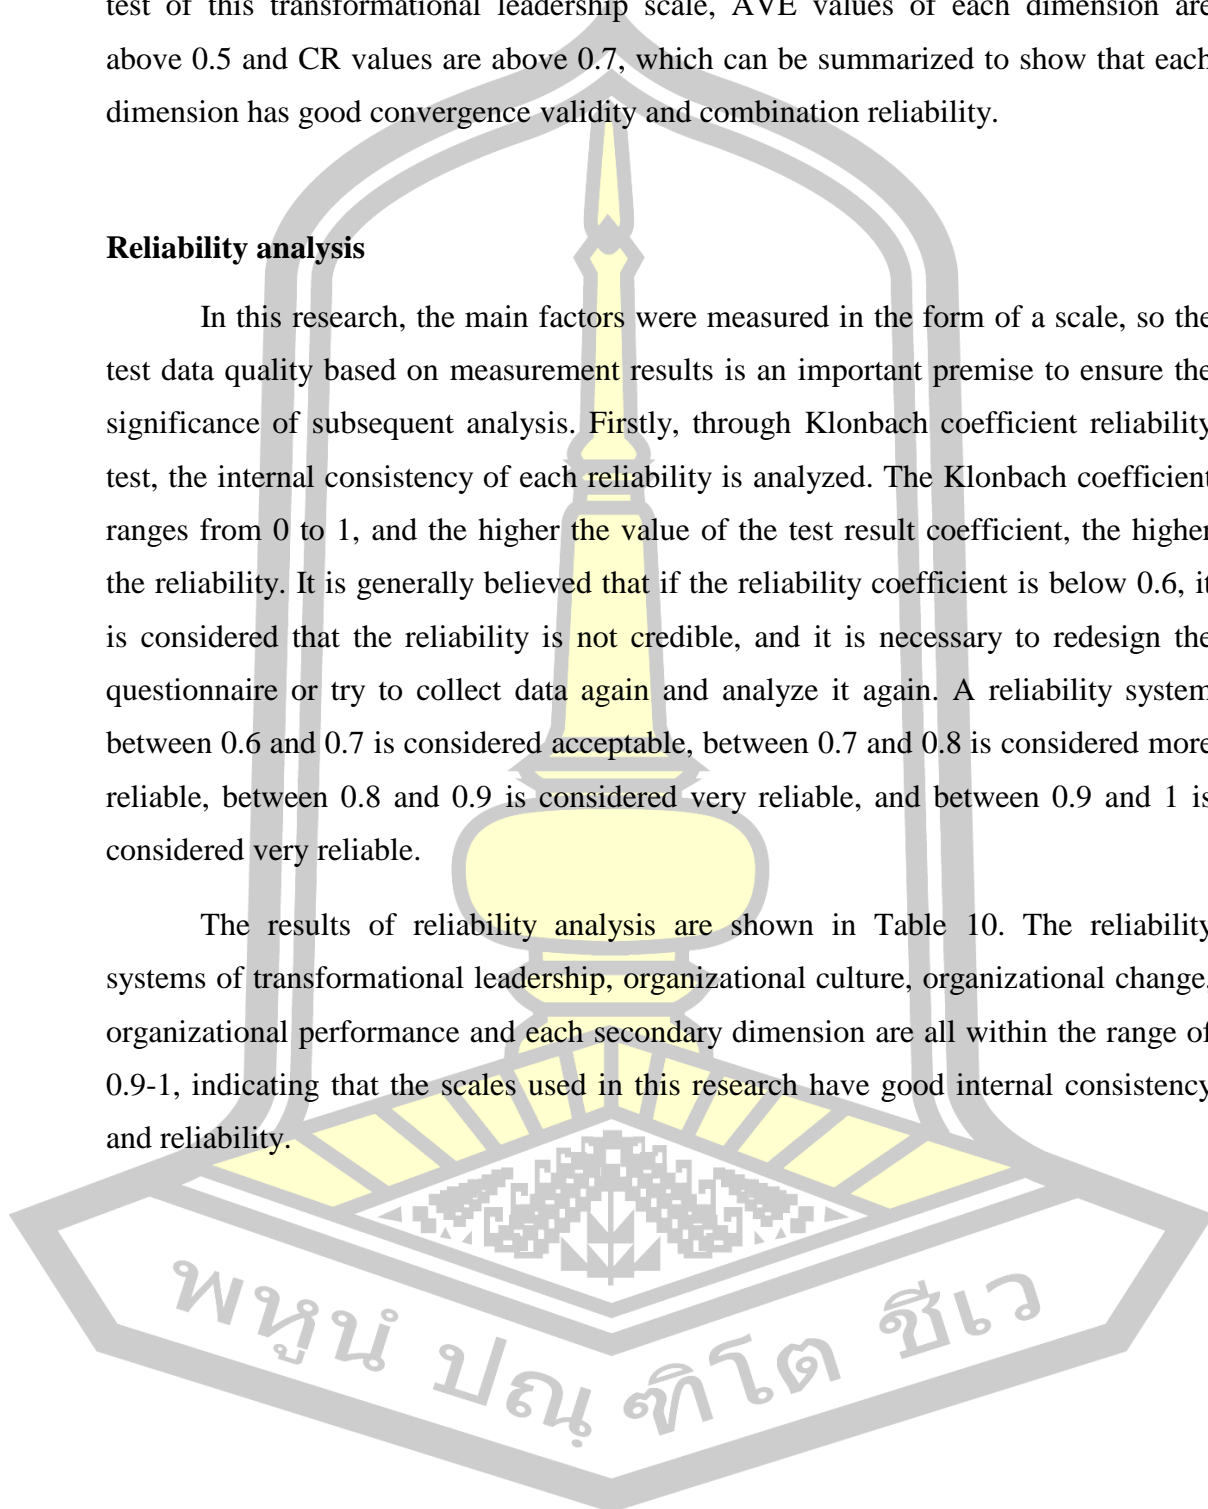 test of this transformational leadership scale, AVE values of each dimension are
above 0.5 and CR values are above 0.7, which can be summarized to show that each
dimension has good convergence validity and combination reliability.
Reliability analysis
In this research, the main factors were measured in the form of a scale, so the
test data quality based on measurement results is an important premise to ensure the
significance of subsequent analysis. Firstly, through Klonbach coefficient reliability
test, the internal consistency of each reliability is analyzed. The Klonbach coefficient
ranges from 0 to 1, and the higher the value of the test result coefficient, the higher
the reliability. It is generally believed that if the reliability coefficient is below 0.6, it
is considered that the reliability is not credible, and it is necessary to redesign the
questionnaire or try to collect data again and analyze it again. A reliability system
between 0.6 and 0.7 is considered acceptable, between 0.7 and 0.8 is considered more
reliable, between 0.8 and 0.9 is considered very reliable, and between 0.9 and 1 is
considered very reliable.
The results of reliability analysis are shown in Table 10. The reliability
systems of transformational leadership, organizational culture, organizational change,
organizational performance and each secondary dimension are all within the range of
0.9-1, indicating that the scales used in this research have good internal consistency
and reliability.
พหูนํ ปณฺฑิโต ชีเว